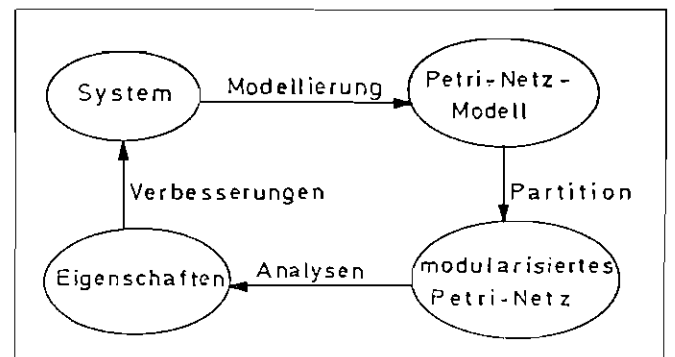 System
Modellierung
Petri-Netz-
Modell
Verbesserungen
Partition
Eigenschaften
Analysen
modularisiertes
Petri-Netz